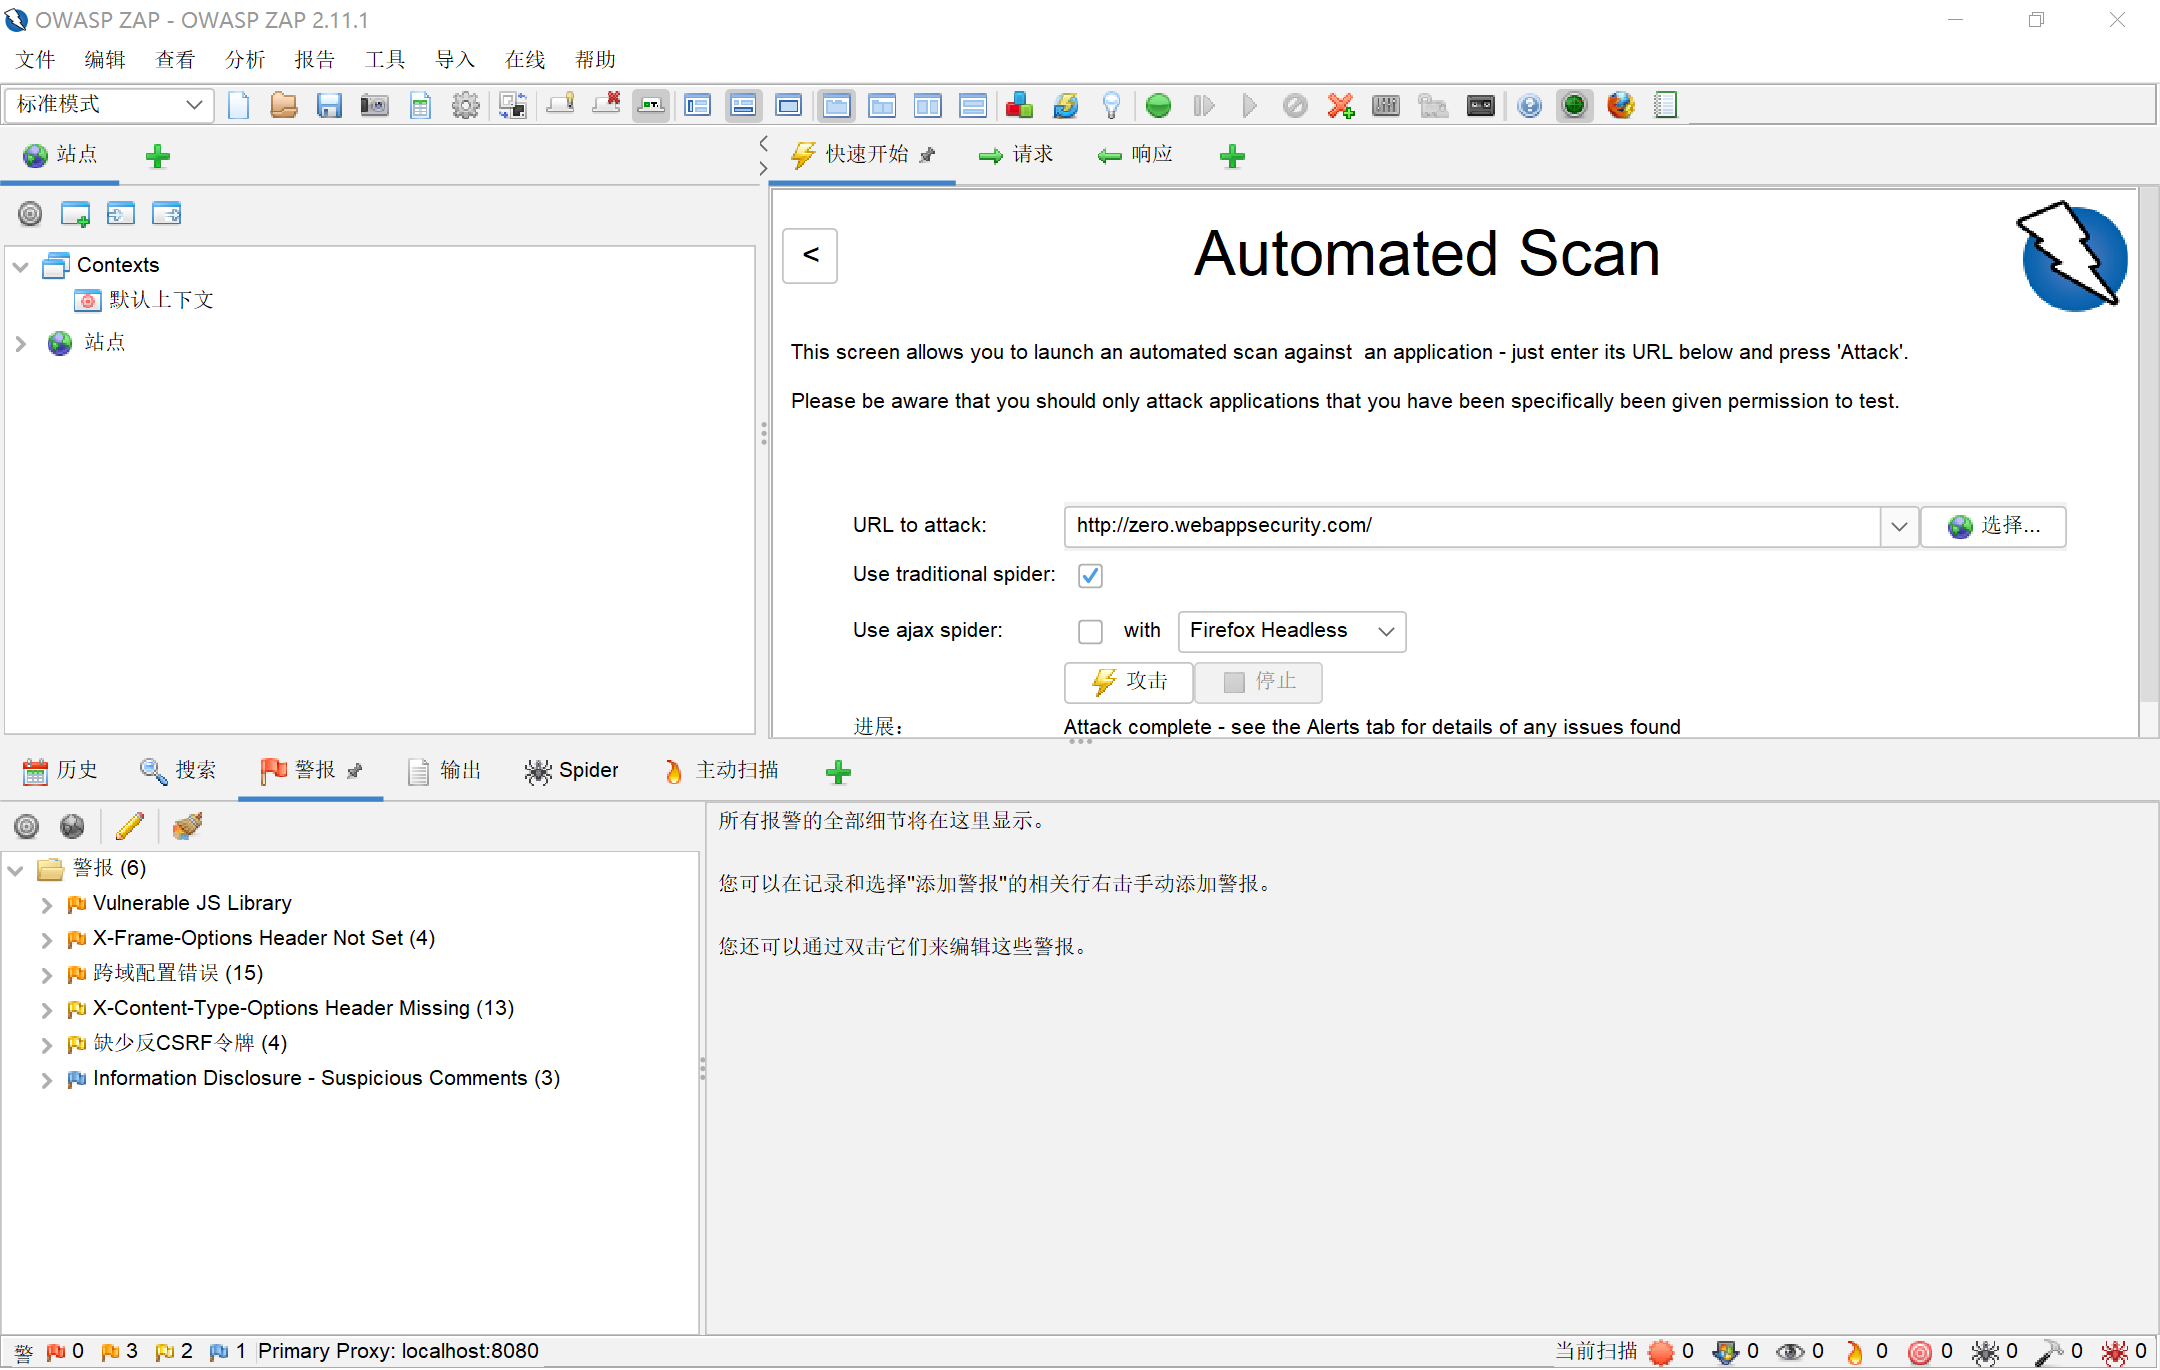 OWASP ZAP - OWASP ZAP 2.11.1
文件 编辑 查看 分析 报告 工具 导入 在线 帮助
标准模式
站点
快速开始 请求 响应
Contexts
默认上下文
站点
<
Automated Scan
This screen allows you to launch an automated scan against  an application - just enter its URL below and press 'Attack'.
Please be aware that you should only attack applications that you have been specifically been given permission to test.
URL to attack: http://zero.webappsecurity.com/ 选择...
Use traditional spider:
Use ajax spider: with Firefox Headless
攻击 停止
进展： Attack complete - see the Alerts tab for details of any issues found
历史 搜索 警报 输出 Spider 主动扫描
警报 (6)
Vulnerable JS Library
X-Frame-Options Header Not Set (4)
跨域配置错误 (15)
X-Content-Type-Options Header Missing (13)
缺少反CSRF令牌 (4)
Information Disclosure - Suspicious Comments (3)
所有报警的全部细节将在这里显示。
您可以在记录和选择"添加警报"的相关行右击手动添加警报。
您还可以通过双击它们来编辑这些警报。
警 0 3 2 1 Primary Proxy: localhost:8080 当前扫描 0 0 0 0 0 0 0 0